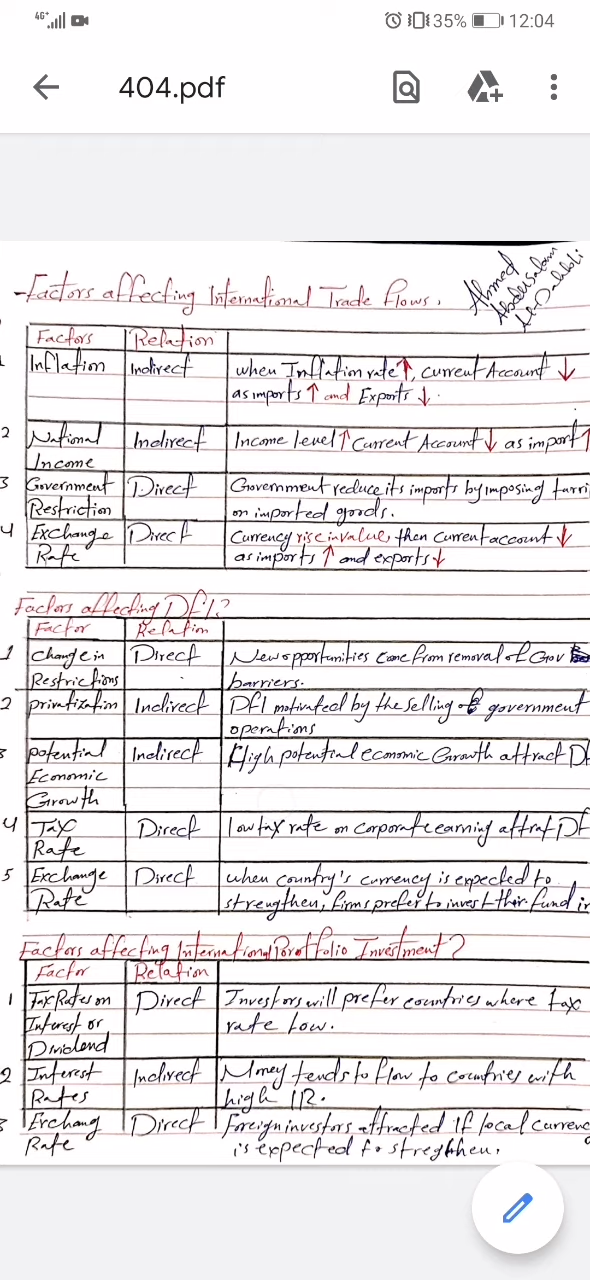 4G+ 35% 12:04
404.pdf
Ahmed
Abdusalam
-Factors affecting International Trade flows.
Factors Relation
Inflation Indirect when Inflation rate↑, current Account ↓
as imports ↑ and Exports ↓.
2 National Indirect Income level↑ Current Account↓ as import↑
Income
3 Government Direct Government reduce its imports by imposing tarri
Restriction on imported goods.
4 Exchange Direct Currency rise in value, then current account ↓
Rate as imports ↑ and exports↓
Factors affecting DFI?
Factor Relation
1 change in Direct New opportunities come from removal of Gov
Restrictions barriers.
2 privatization Indirect DFI motivated by the selling of government
operations
3 potential Indirect High potential economic Growth attract DF
Economic
Growth
4 Tax Direct low tax rate on corporate earning attrat DF
Rate
5 Exchange Direct when country's currency is expected to
Rate strengthen, firms prefer to invest thir fund in
Factors affecting International Portfolio Investment?
Factor Relation
1 Tax Rates on Direct Investors will prefer countries where tax
Interest or rate Low.
Dividend
2 Interest Indirect Money tends to flow to countries with
Rates high IR.
3 Exchang Direct Foreign investors attracted if local currenc
Rate is expected to stregthen.